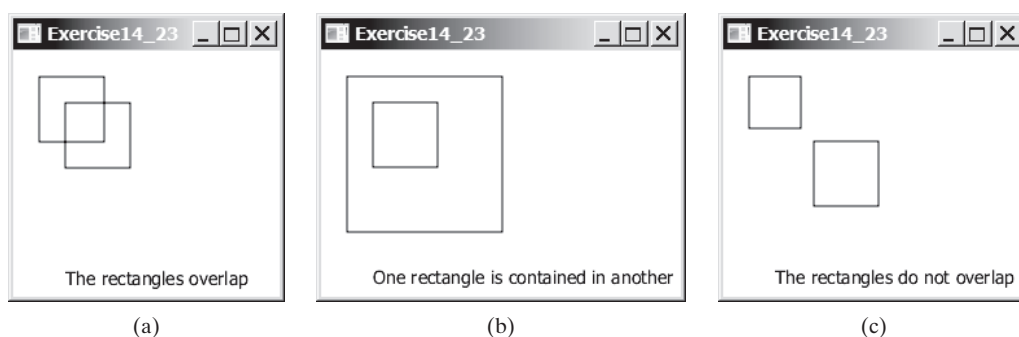 Exercise14_23
The rectangles overlap
(a)
Exercise14_23
One rectangle is contained in another
(b)
Exercise14_23
The rectangles do not overlap
(c)